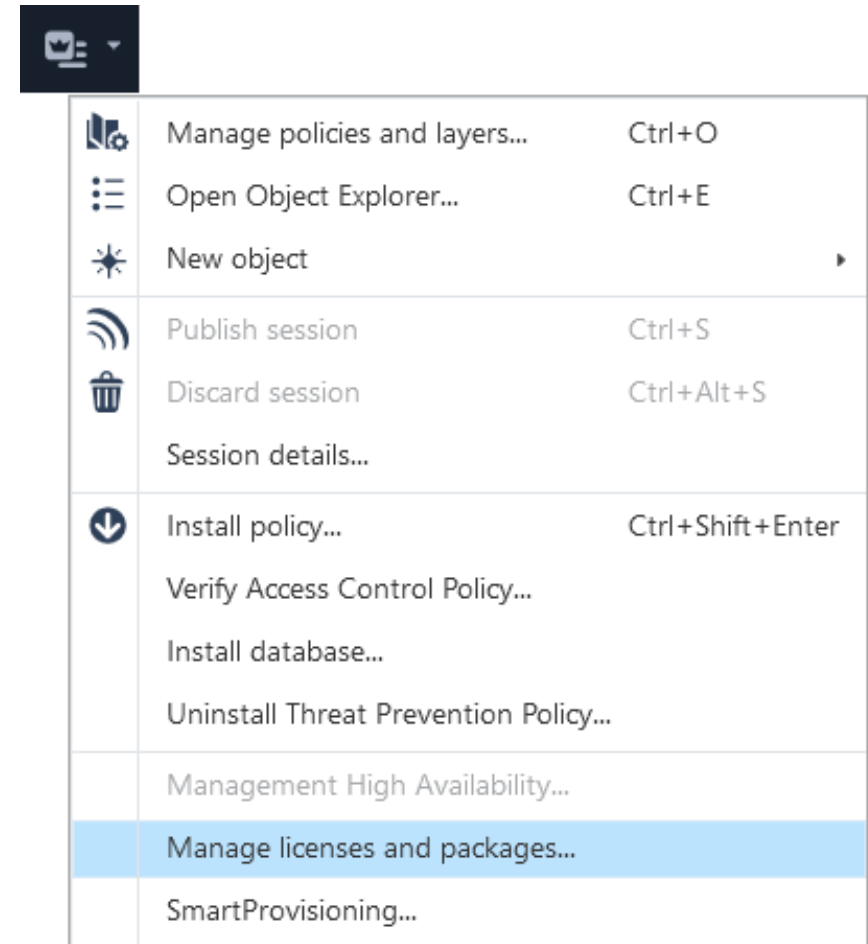 Manage policies and layers... Ctrl+O
Open Object Explorer... Ctrl+E
New object
Publish session Ctrl+S
Discard session Ctrl+Alt+S
Session details...
Install policy... Ctrl+Shift+Enter
Verify Access Control Policy...
Install database...
Uninstall Threat Prevention Policy...
Management High Availability...
Manage licenses and packages...
SmartProvisioning...